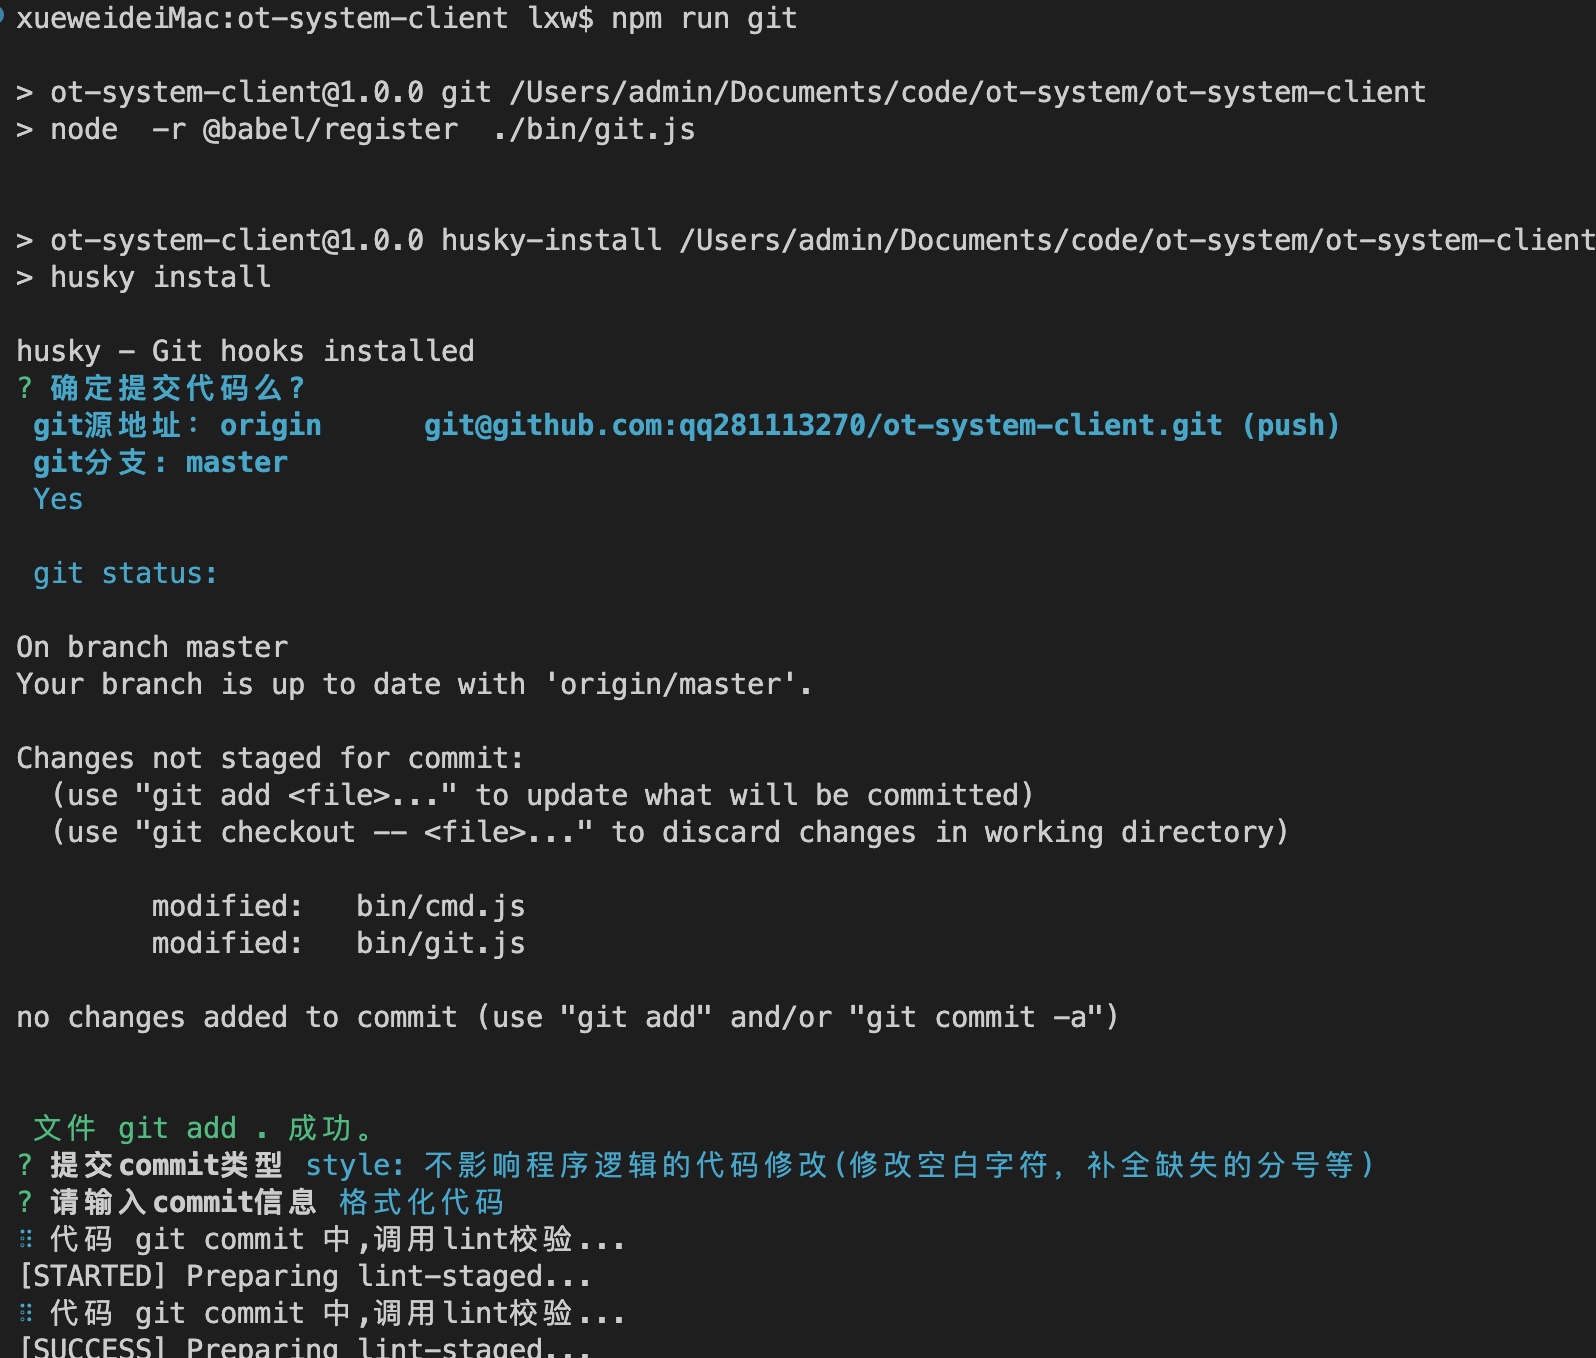 xueweideiMac:ot-system-client lxw$ npm run git
> ot-system-client@1.0.0 git /Users/admin/Documents/code/ot-system/ot-system-client
> node  -r @babel/register  ./bin/git.js
> ot-system-client@1.0.0 husky-install /Users/admin/Documents/code/ot-system/ot-system-client
> husky install
husky - Git hooks installed
? 确定提交代码么?
git源地址: origin      git@github.com:qq281113270/ot-system-client.git (push)
git分支: master
Yes
git status:
On branch master
Your branch is up to date with 'origin/master'.
Changes not staged for commit:
  (use "git add <file>..." to update what will be committed)
  (use "git checkout -- <file>..." to discard changes in working directory)
        modified:   bin/cmd.js
        modified:   bin/git.js
no changes added to commit (use "git add" and/or "git commit -a")
文件 git add . 成功。
? 提交commit类型 style: 不影响程序逻辑的代码修改(修改空白字符, 补全缺失的分号等)
? 请输入commit信息 格式化代码
⠿ 代码 git commit 中,调用lint校验...
[STARTED] Preparing lint-staged...
⠿ 代码 git commit 中,调用lint校验...
[SUCCESS] Preparing lint-staged...